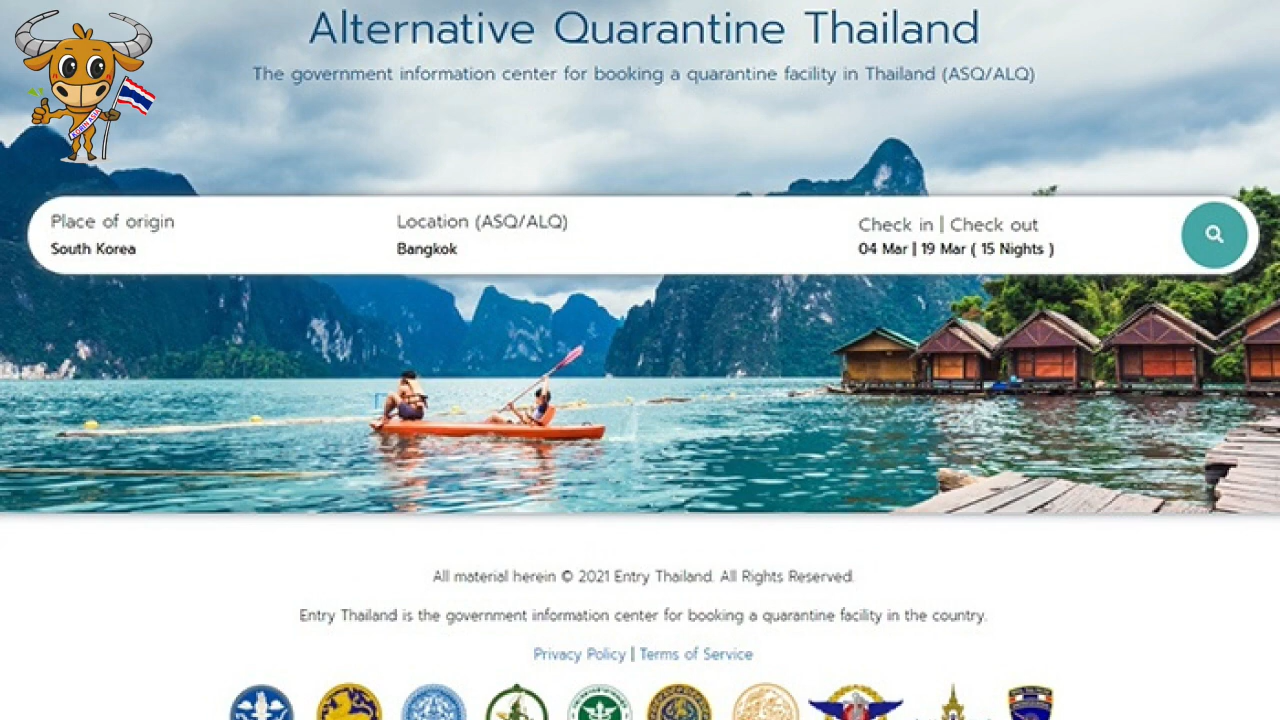 Alternative Quarantine Thailand
The government information center for booking a quarantine facility in Thailand (ASQ/ALQ)
Place of origin
South Korea
Location (ASQ/ALQ)
Bangkok
Check in | Check out
04 Mar | 19 Mar ( 15 Nights )
All material herein © 2021 Entry Thailand. All Rights Reserved.
Entry Thailand is the government information center for booking a quarantine facility in the country.
Privacy Policy | Terms of Service